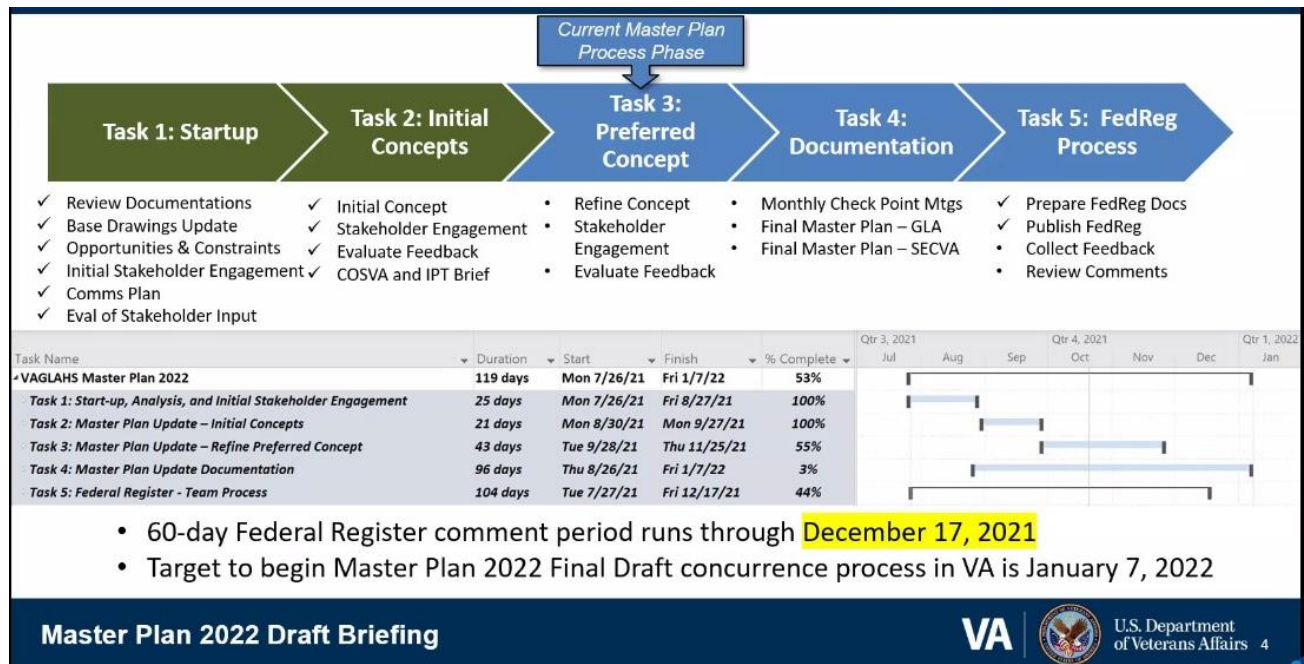 Current Master Plan
Process Phase
Task 1: Startup
Task 2: Initial
Concepts
Task 3:
Preferred
Concept
Task 4:
Documentation
Task 5: FedReg
Process
✓ Review Documentations
✓ Base Drawings Update
✓ Opportunities & Constraints
✓ Initial Stakeholder Engagement
✓ Comms Plan
✓ Eval of Stakeholder Input
✓ Initial Concept
✓ Stakeholder Engagement
✓ Evaluate Feedback
✓ COSVA and IPT Brief
• Refine Concept
• Stakeholder
Engagement
• Evaluate Feedback
• Monthly Check Point Mtgs
• Final Master Plan – GLA
• Final Master Plan – SECVA
✓ Prepare FedReg Docs
✓ Publish FedReg
• Collect Feedback
• Review Comments
Qtr 3, 2021 Qtr 4, 2021 Qtr 1, 2022
Task Name Duration Start Finish % Complete Jul Aug Sep Oct Nov Dec Jan
VAGLAHS Master Plan 2022 119 days Mon 7/26/21 Fri 1/7/22 53%
Task 1: Start-up, Analysis, and Initial Stakeholder Engagement 25 days Mon 7/26/21 Fri 8/27/21 100%
Task 2: Master Plan Update – Initial Concepts 21 days Mon 8/30/21 Mon 9/27/21 100%
Task 3: Master Plan Update – Refine Preferred Concept 43 days Tue 9/28/21 Thu 11/25/21 55%
Task 4: Master Plan Update Documentation 96 days Thu 8/26/21 Fri 1/7/22 3%
Task 5: Federal Register - Team Process 104 days Tue 7/27/21 Fri 12/17/21 44%
• 60-day Federal Register comment period runs through December 17, 2021
• Target to begin Master Plan 2022 Final Draft concurrence process in VA is January 7, 2022
Master Plan 2022 Draft Briefing
VA
U.S. Department
of Veterans Affairs 4